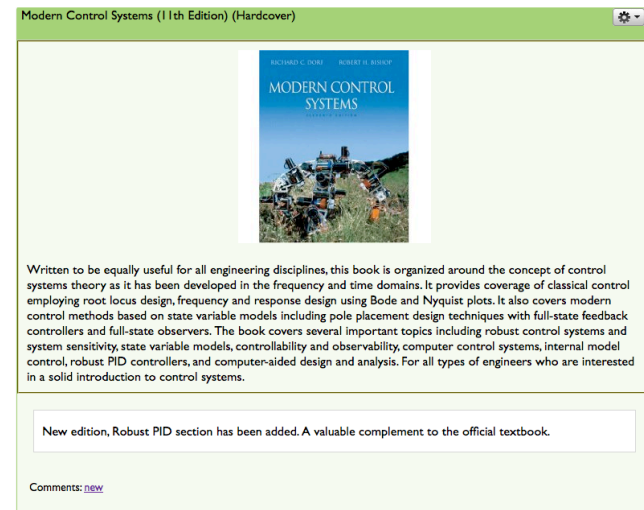 Modern Control Systems (11th Edition) (Hardcover)
RICHARD C. DORF ROBERT H. BISHOP
MODERN CONTROL
SYSTEMS
ELEVENTH EDITION
Written to be equally useful for all engineering disciplines, this book is organized around the concept of control
systems theory as it has been developed in the frequency and time domains. It provides coverage of classical control
employing root locus design, frequency and response design using Bode and Nyquist plots. It also covers modern
control methods based on state variable models including pole placement design techniques with full-state feedback
controllers and full-state observers. The book covers several important topics including robust control systems and
system sensitivity, state variable models, controllability and observability, computer control systems, internal model
control, robust PID controllers, and computer-aided design and analysis. For all types of engineers who are interested
in a solid introduction to control systems.
New edition, Robust PID section has been added. A valuable complement to the official textbook.
Comments: new